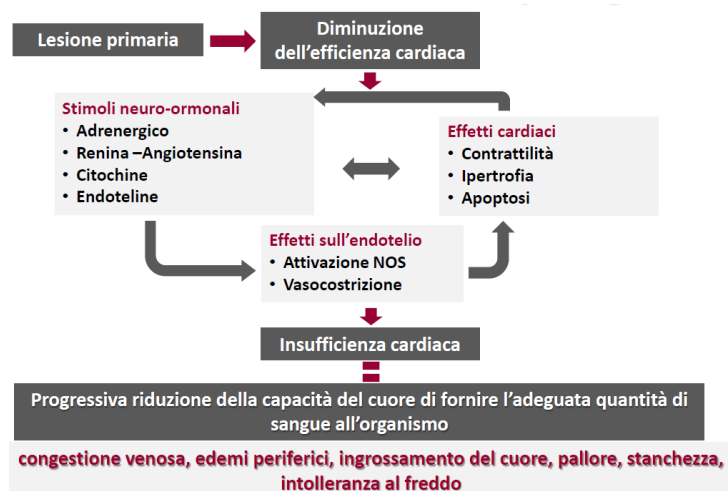 Lesione primaria
Diminuzione
dell'efficienza cardiaca
Stimoli neuro-ormonali
• Adrenergico
• Renina –Angiotensina
• Citochine
• Endoteline
Effetti cardiaci
• Contrattilità
• Ipertrofia
• Apoptosi
Effetti sull'endotelio
• Attivazione NOS
• Vasocostrizione
Insufficienza cardiaca
Progressiva riduzione della capacità del cuore di fornire l'adeguata quantità di
sangue all'organismo
congestione venosa, edemi periferici, ingrossamento del cuore, pallore, stanchezza,
intolleranza al freddo